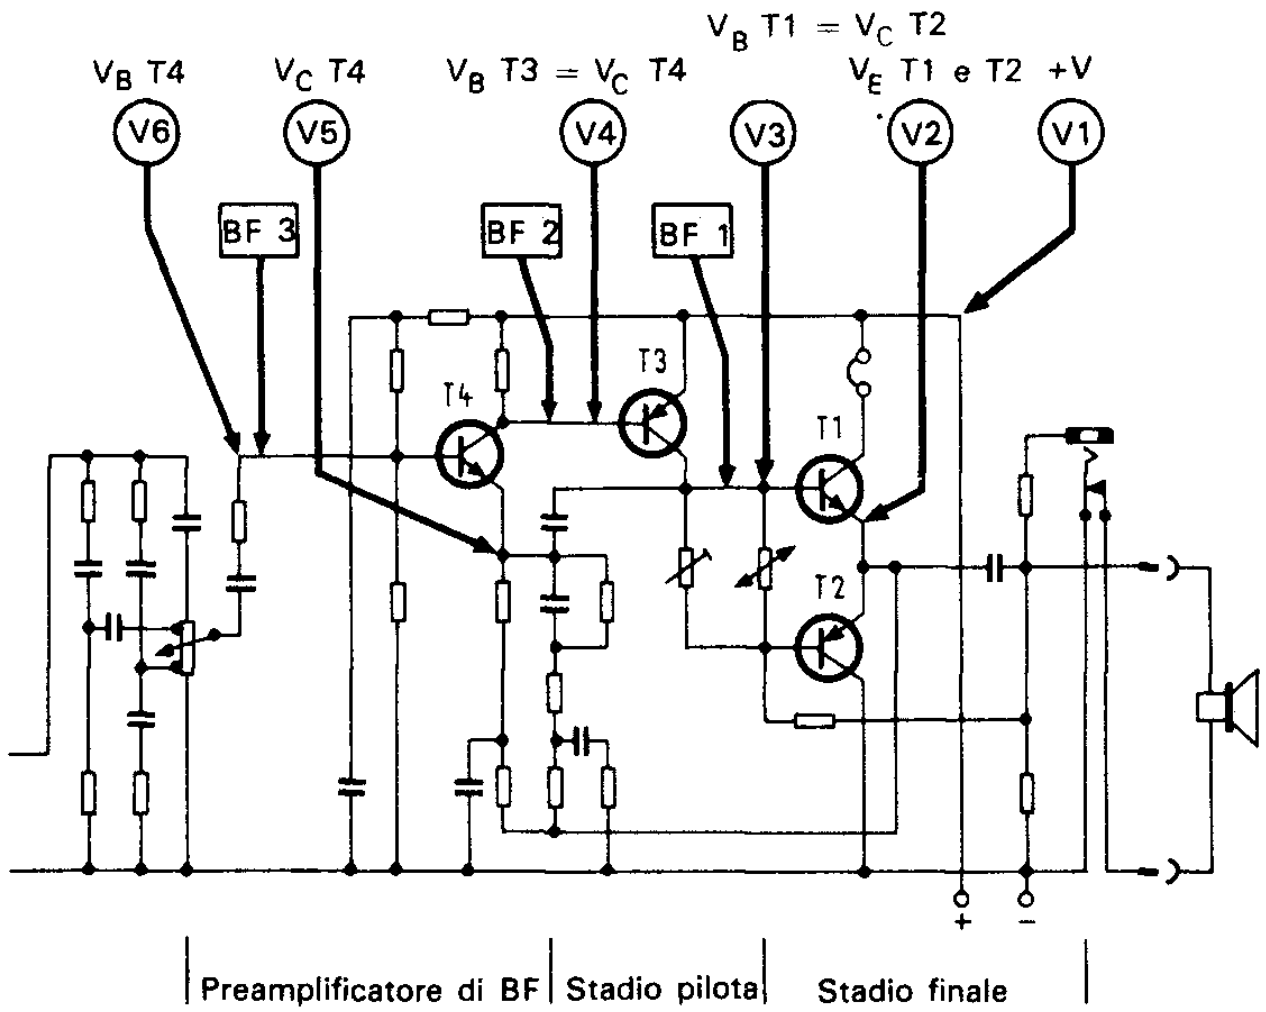 V_B T1 = V_C T2
V_B T4 V_C T4 V_B T3 = V_C T4 V_E T1 e T2 +V
V6 V5 V4 V3 V2 V1
BF 3 BF 2 BF 1
T3
T4
T1
T2
+ −
Preamplificatore di BF Stadio pilota Stadio finale